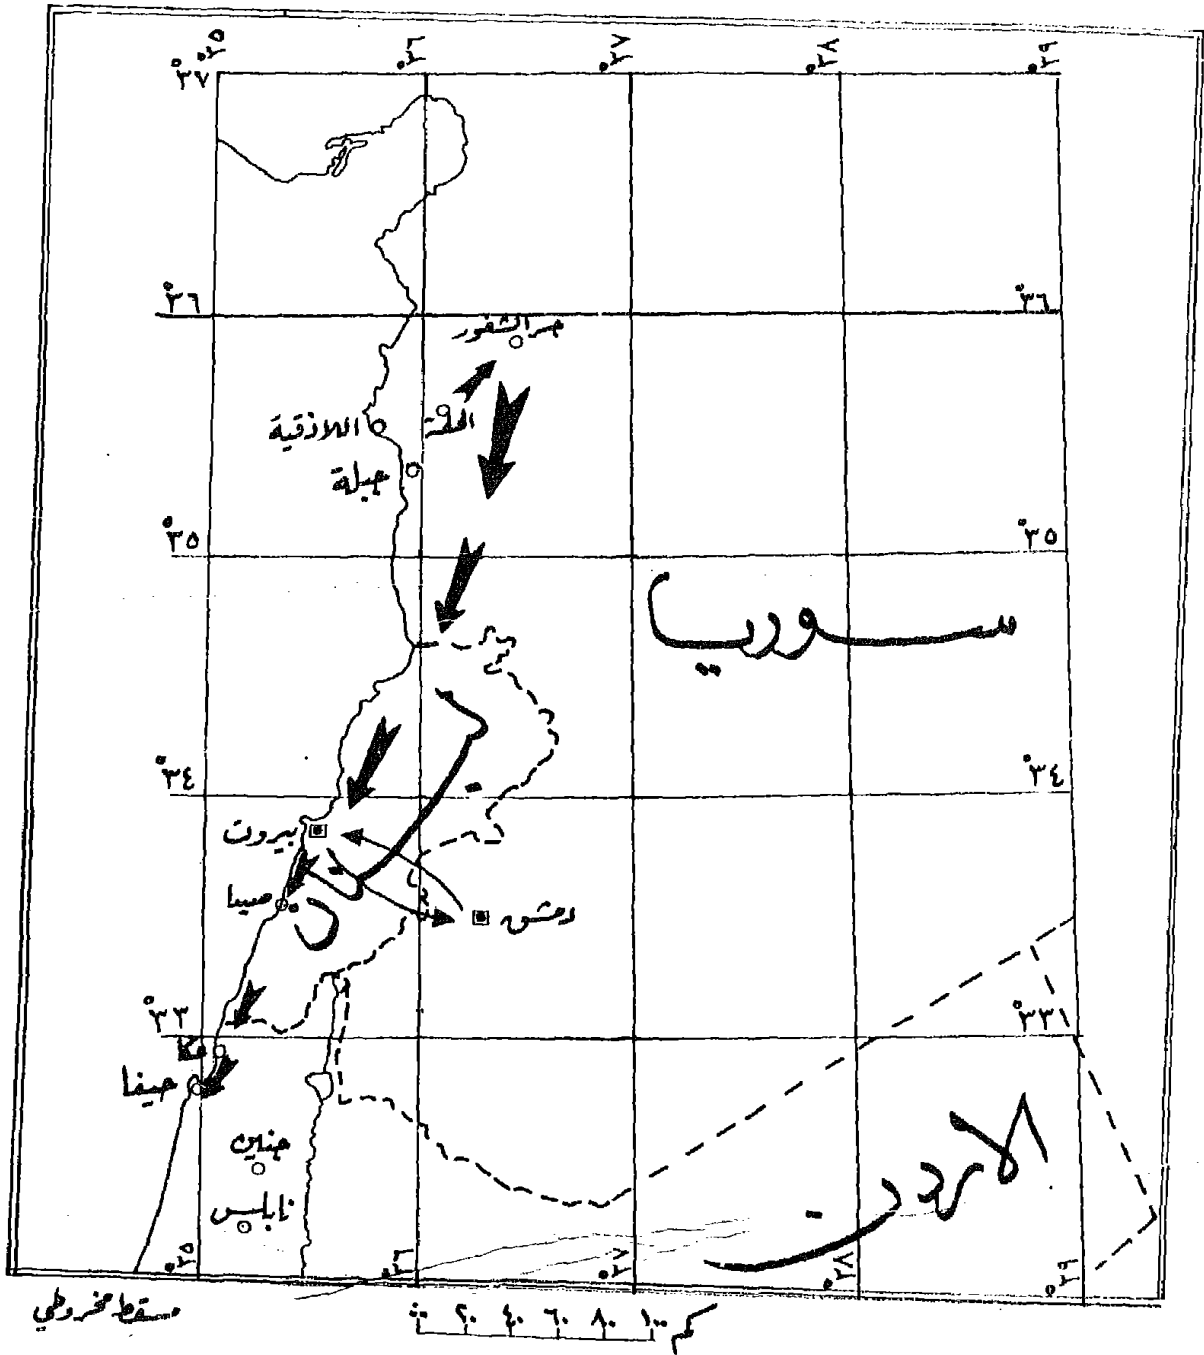 °٣٥ °٣٦ °٣٧ °٣٨ °٣٩
°٣٧
°٣٦ °٣٦
جسر الشغور
الحفة
اللاذقية
جبلة
°٣٥ °٣٥
سوريا
لبنان
°٣٤ °٣٤
بيروت
صيدا
دمشق
°٣٣ °٣٣
عكا
حيفا
جنين
نابلس
الاردن
°٣٥ °٣٦ °٣٧ °٣٨ °٣٩
مسقط مخروطي
٢٠ ٤٠ ٦٠ ٨٠ ١٠٠ كم